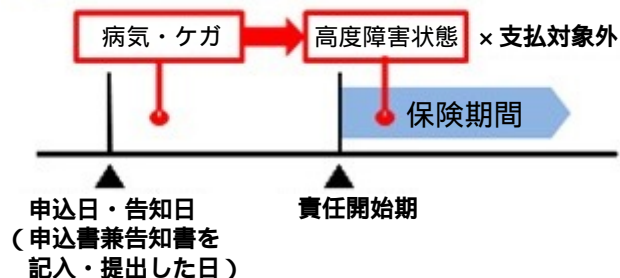 病気・ケガ
高度障害状態
×支払対象外
保険期間
申込日・告知日
(申込書兼告知書を
記入・提出した日)
責任開始期